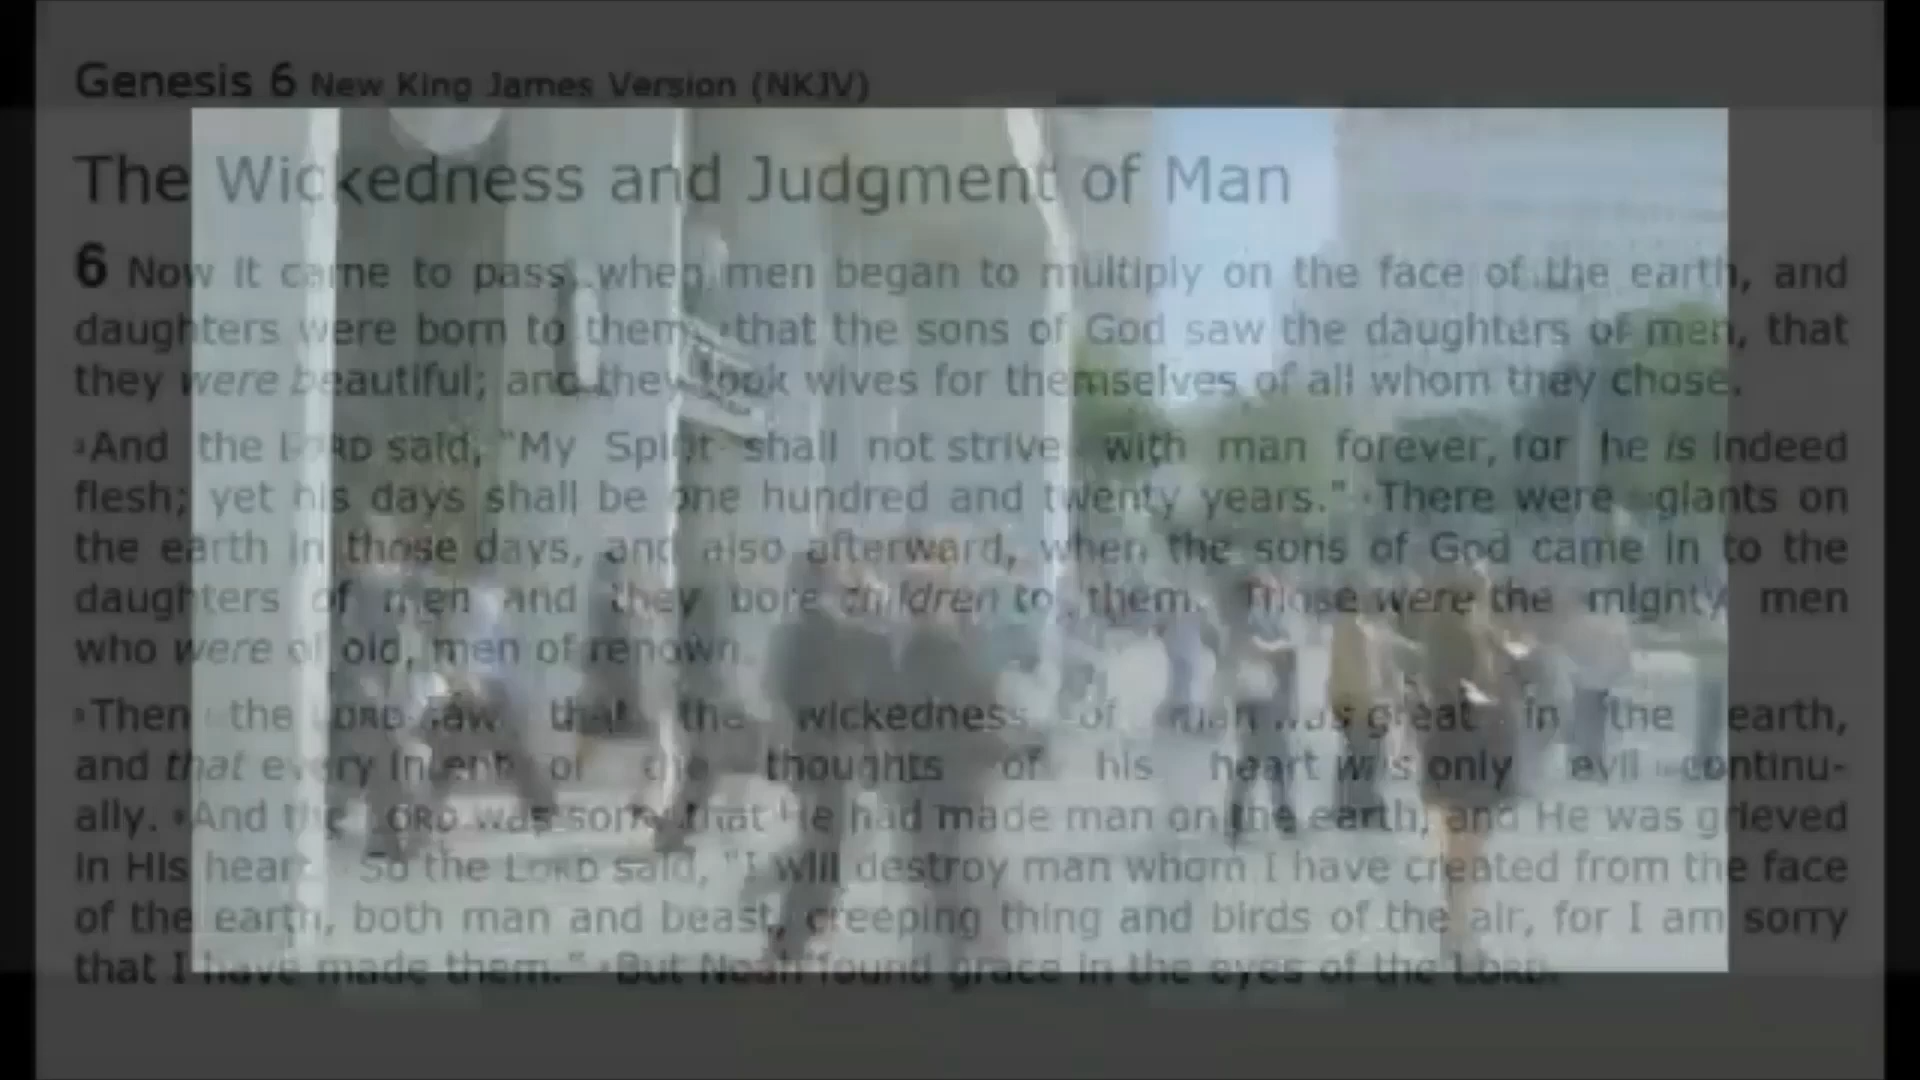 Genesis 6 New King James Version (NKJV)
The Wickedness and Judgment of Man
6 Now it came to pass, when men began to multiply on the face of the earth, and
daughters were born to them, that the sons of God saw the daughters of men, that
they were beautiful; and they took wives for themselves of all whom they chose.
³And the LORD said, "My Spirit shall not strive with man forever, for he is indeed
flesh; yet his days shall be one hundred and twenty years." There were giants on
the earth in those days, and also afterward, when the sons of God came in to the
daughters of men and they bore children to them. Those were the mighty men
who were of old, men of renown.
Then the LORD saw that the wickedness of man was great in the earth,
and that every intent of the thoughts of his heart was only evil continu-
ally. And the LORD was sorry that He had made man on the earth, and He was grieved
in His heart. So the LORD said, "I will destroy man whom I have created from the face
of the earth, both man and beast, creeping thing and birds of the air, for I am sorry
that I have made them." But Noah found grace in the eyes of the LORD.